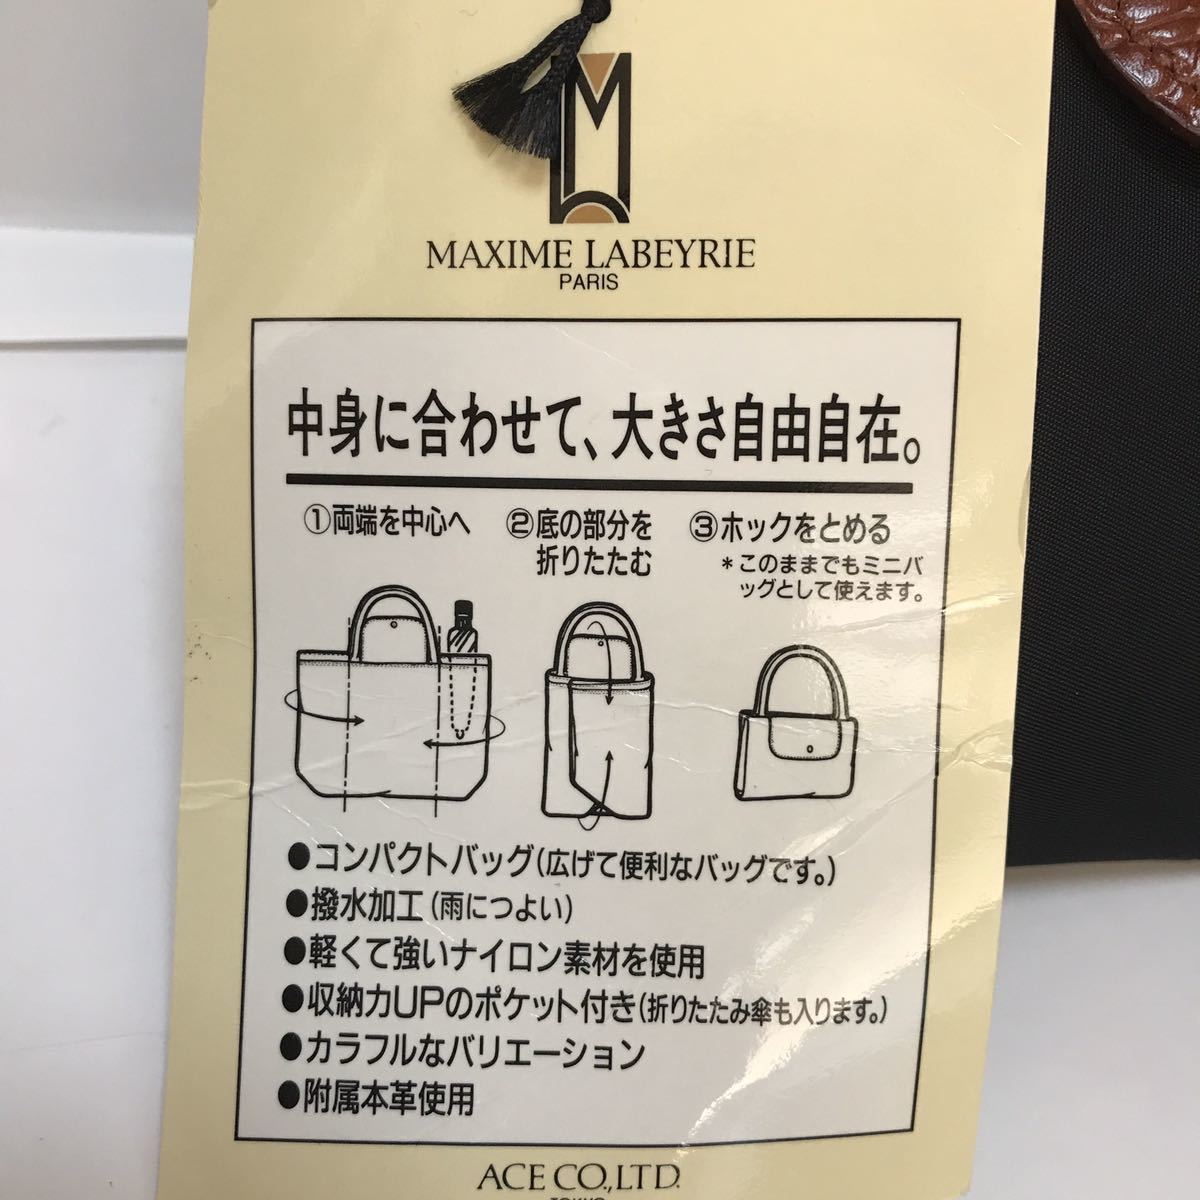 MAXIME LABEYRIE
PARIS
中身に合わせて、大きさ自由自在。
①両端を中心へ
②底の部分を
折りたたむ
③ホックをとめる
＊このままでもミニバ
ッグとして使えます。
●コンパクトバッグ(広げて便利なバッグです。)
●撥水加工(雨につよい)
●軽くて強いナイロン素材を使用
●収納力UPのポケット付き(折りたたみ傘も入ります。)
●カラフルなバリエーション
●附属本革使用
ACE CO.,LTD.
TOKYO